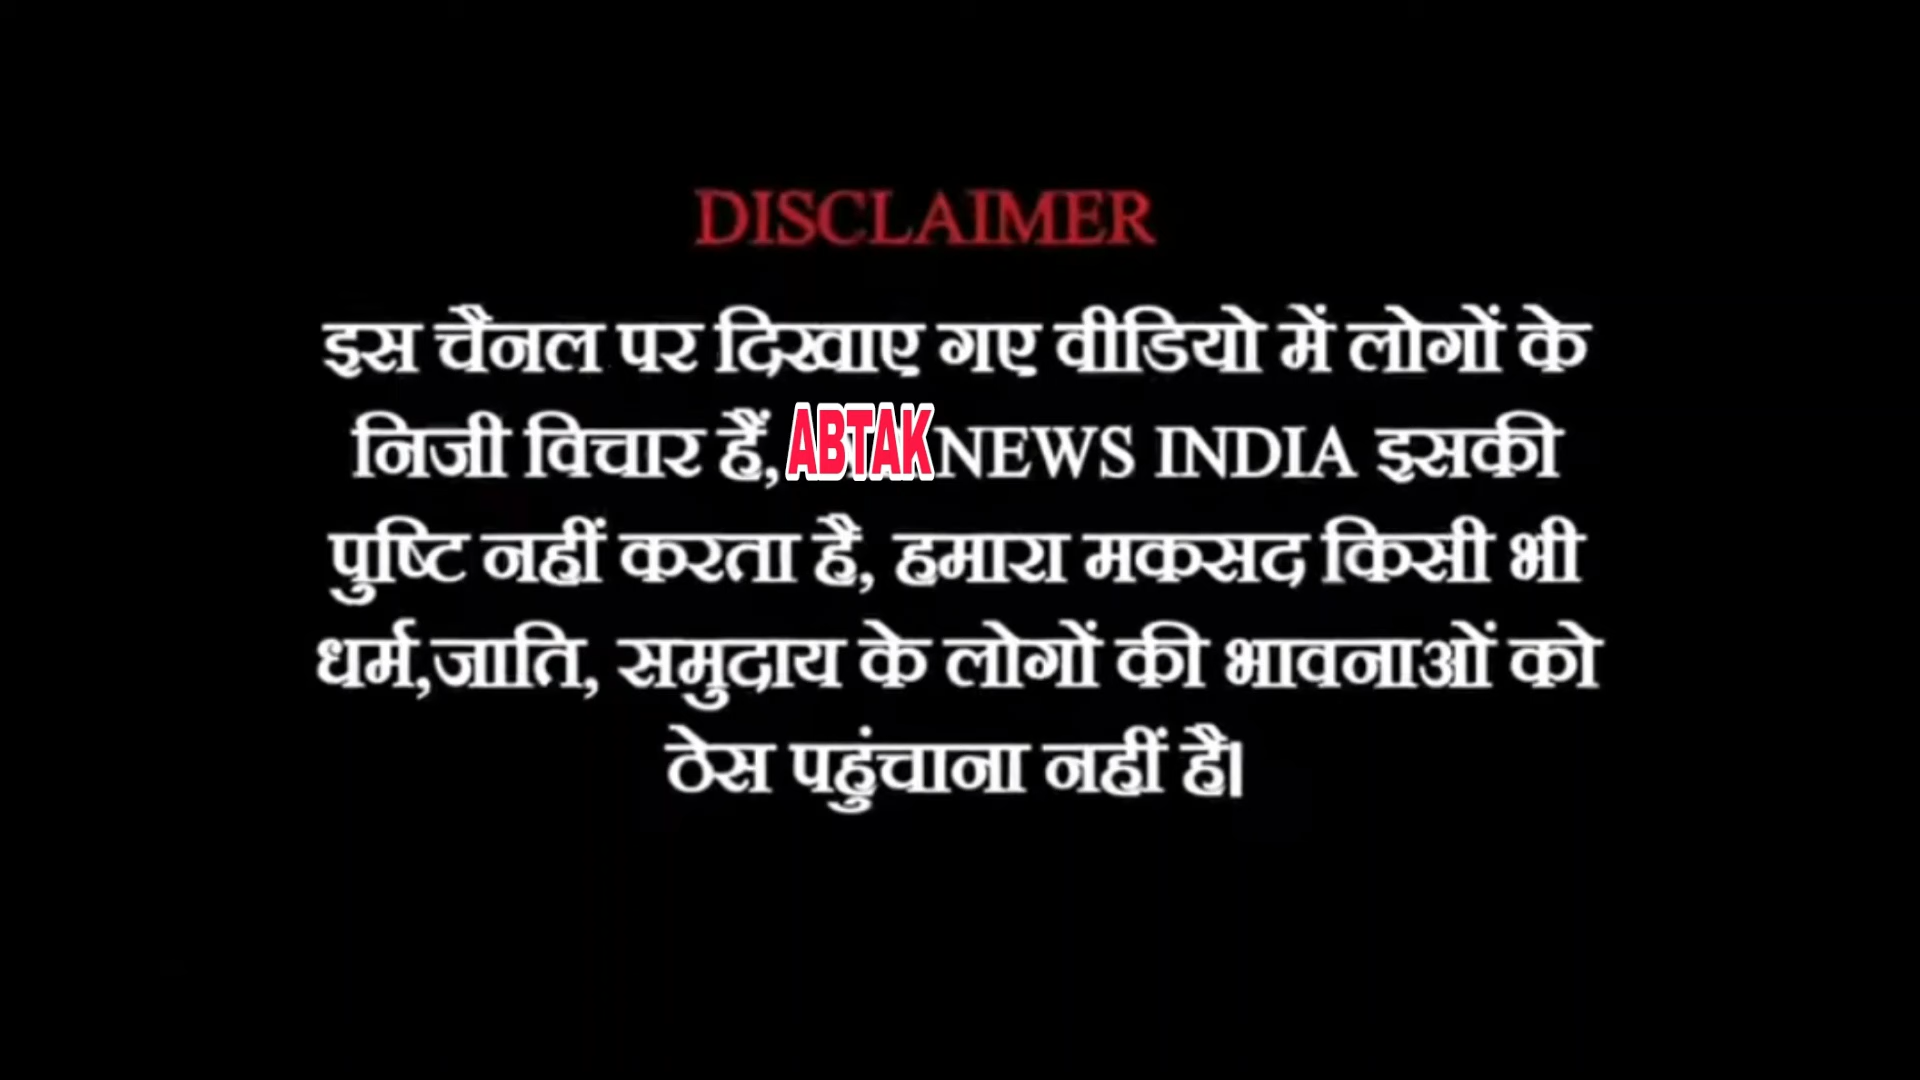 DISCLAIMER
इस चैनल पर दिखाए गए वीडियो में लोगों के
निजी विचार हैं, ABTAK NEWS INDIA इसकी
पुष्टि नहीं करता है, हमारा मकसद किसी भी
धर्म,जाति, समुदाय के लोगों की भावनाओं को
ठेस पहुंचाना नहीं है।